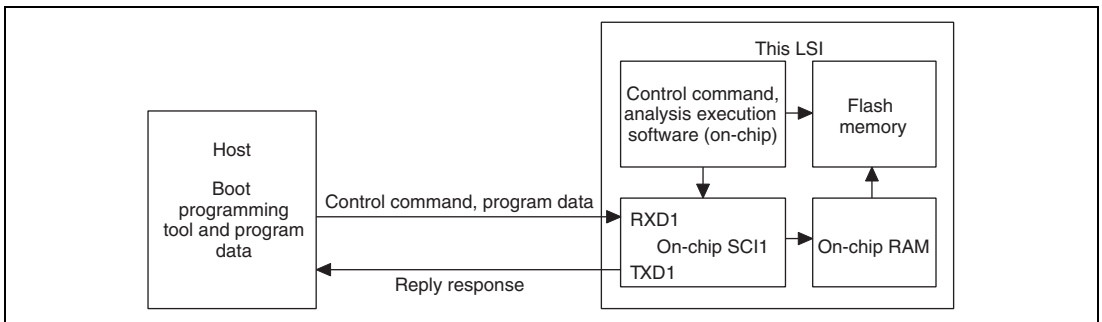 Host
Boot
programming
tool and program
data
Control command, program data
Reply response
This LSI
Control command,
analysis execution
software (on-chip)
Flash
memory
RXD1
On-chip SCI1
TXD1
On-chip RAM